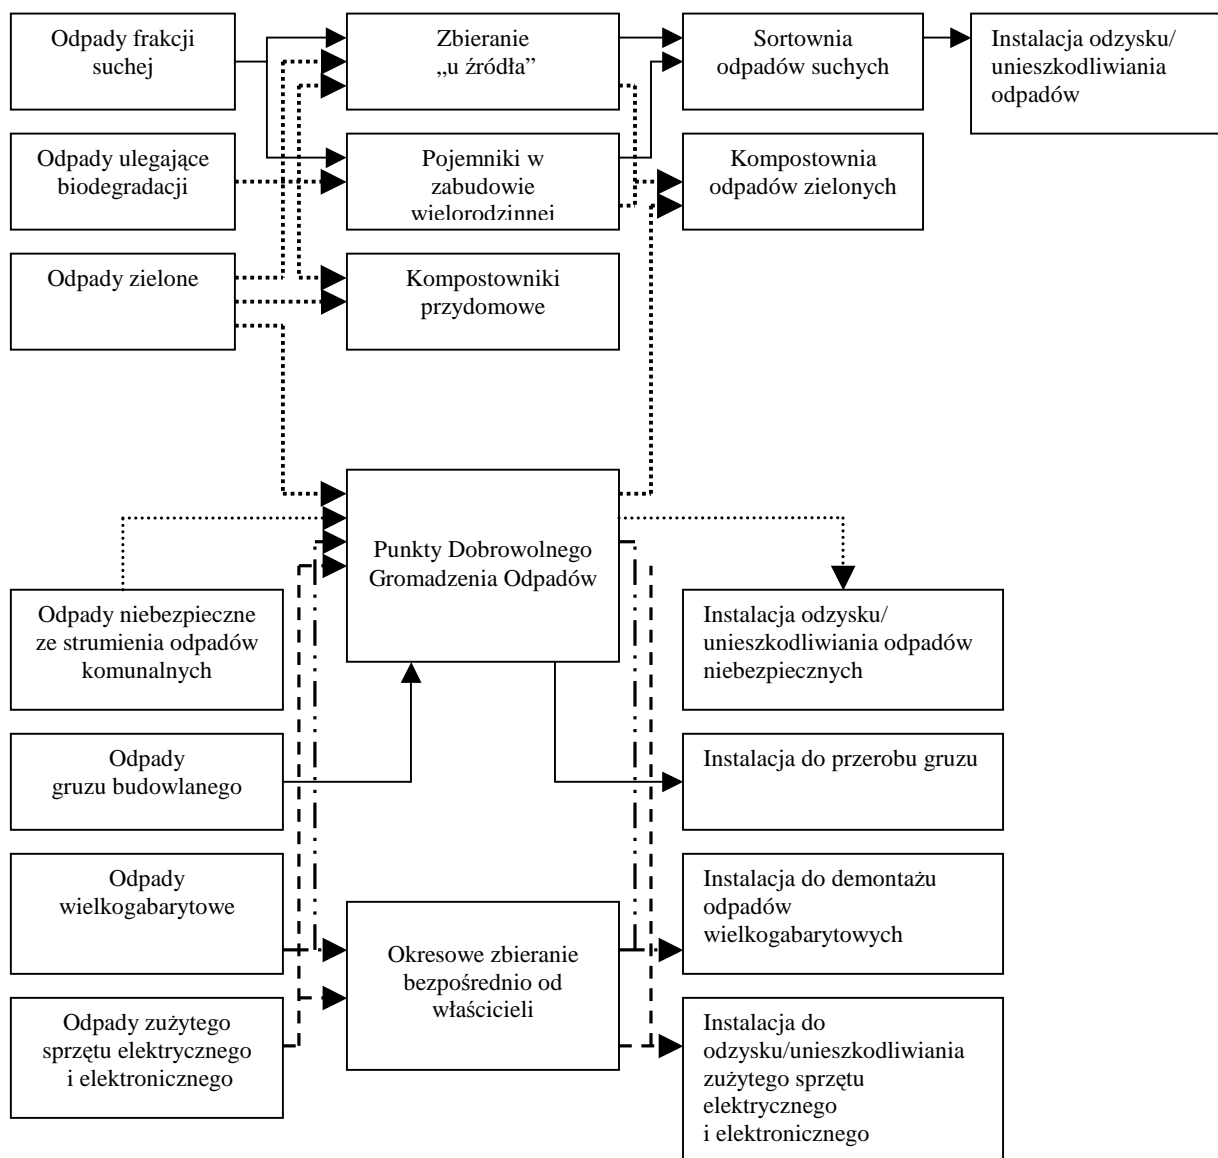 Odpady frakcji
suchej
Zbieranie
„u źródła”
Sortownia
odpadów suchych
Instalacja odzysku/
unieszkodliwiania
odpadów
Odpady ulegające
biodegradacji
Pojemniki w
zabudowie
wielorodzinnej
Kompostownia
odpadów zielonych
Odpady zielone
Kompostowniki
przydomowe
Punkty Dobrowolnego
Gromadzenia Odpadów
Odpady niebezpieczne
ze strumienia odpadów
komunalnych
Instalacja odzysku/
unieszkodliwiania odpadów
niebezpiecznych
Odpady
gruzu budowlanego
Instalacja do przerobu gruzu
Odpady
wielkogabarytowe
Okresowe zbieranie
bezpośrednio od
właścicieli
Instalacja do demontażu
odpadów
wielkogabarytowych
Odpady zużytego
sprzętu elektrycznego
i elektronicznego
Instalacja do
odzysku/unieszkodliwiania
zużytego sprzętu
elektrycznego
i elektronicznego